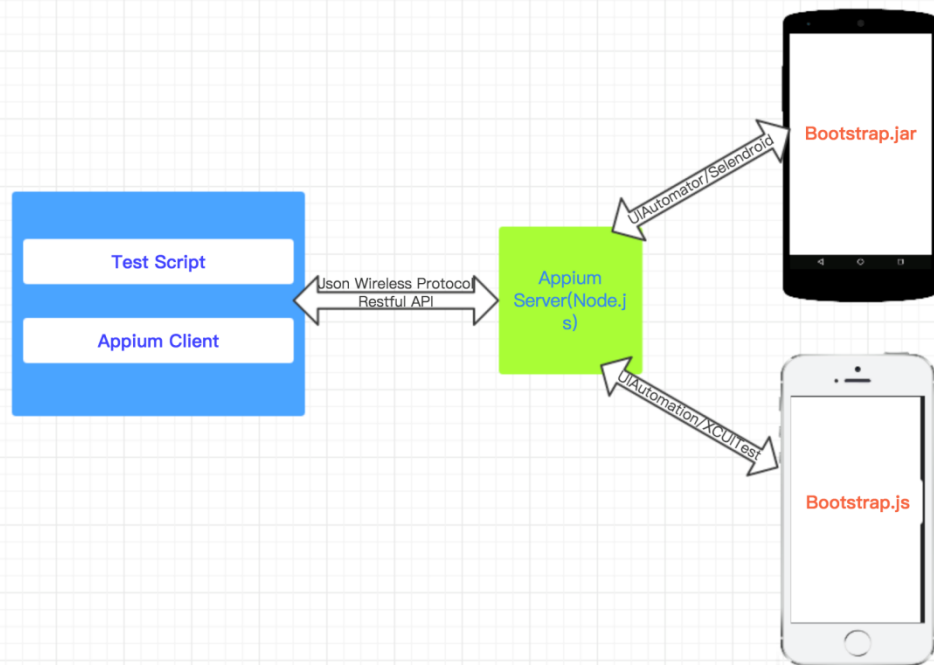 Test Script
Appium Client
Json Wireless Protocol
Restful API
Appium
Server(Node.j
s)
UIAutomator/Selendroid
Bootstrap.jar
UIAutomation/XCUITest
Bootstrap.js